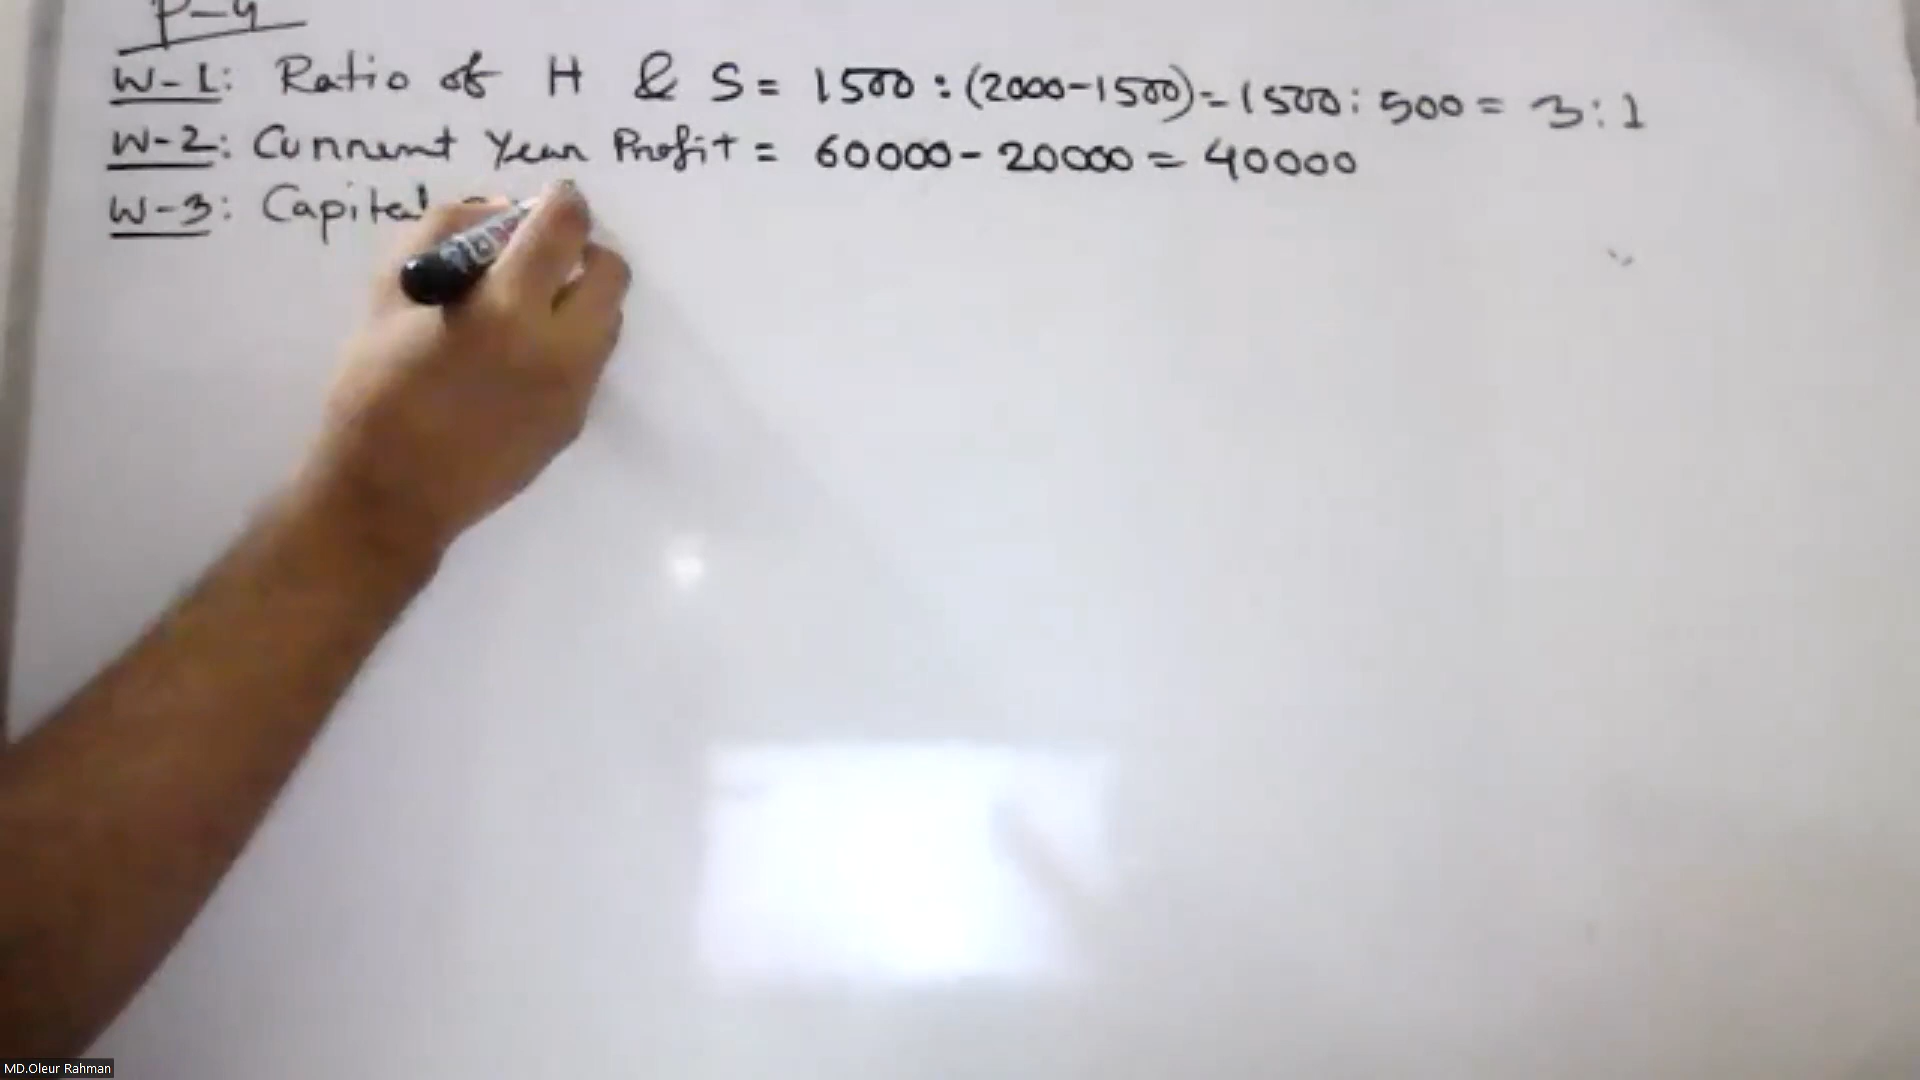 P-4
W-1: Ratio of H & S = 1500 : (2000-1500) = 1500 : 500 = 3 : 1
W-2: Current Year Profit = 60000 - 20000 = 40000
W-3: Capital
MD.Oleur Rahman